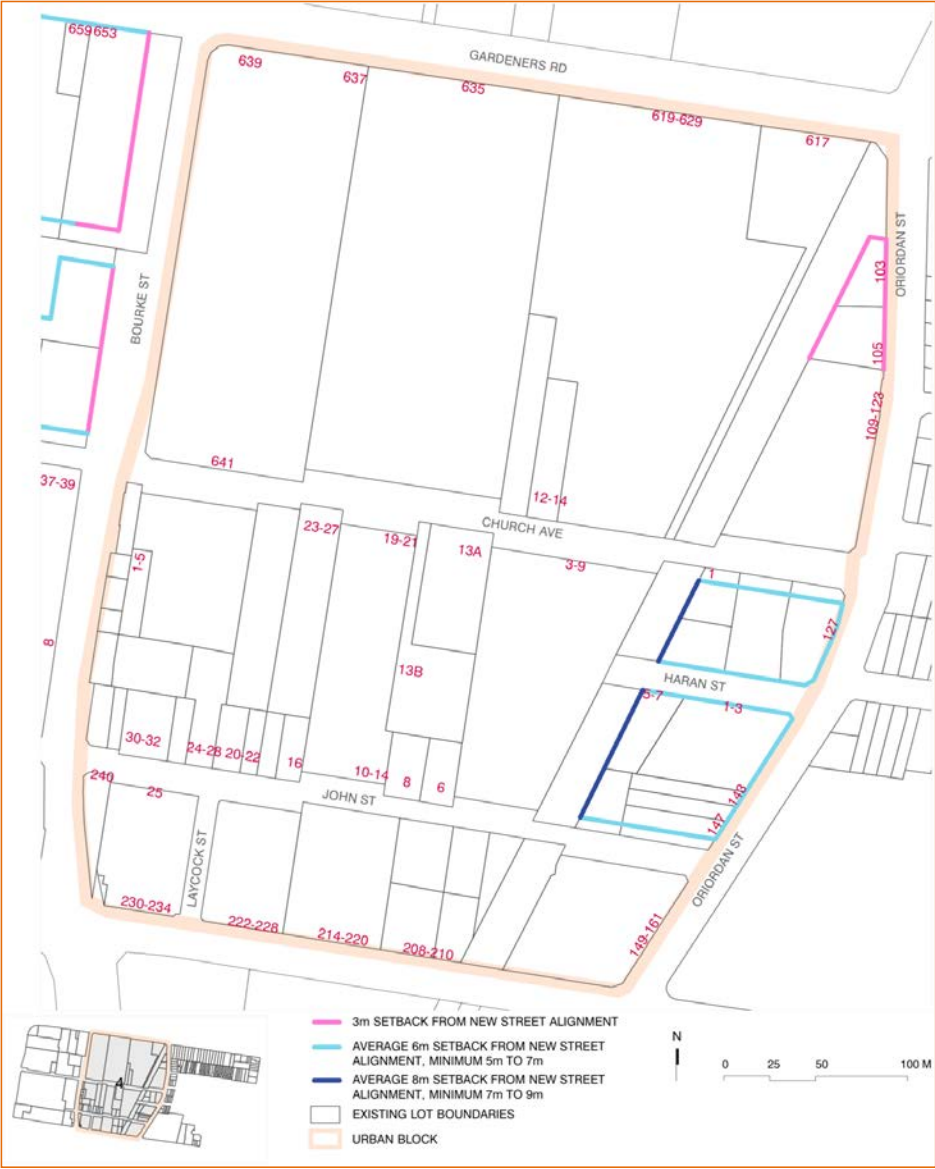 659
653
GARDENERS RD
639
637
635
619-629
617
ORIORDAN ST
103
BOURKE ST
105
109-123
641
37-39
12-14
CHURCH AVE
23-27
19-21
13A
3-9
1-5
1
127
8
13B
HARAN ST
5-7
1-3
30-32
24-28
20-22
16
10-14
8
6
240
25
JOHN ST
143
147
LAYCOCK ST
ORIORDAN ST
230-234
222-228
214-220
208-210
149-161
3m SETBACK FROM NEW STREET ALIGNMENT
AVERAGE 6m SETBACK FROM NEW STREET
ALIGNMENT, MINIMUM 5m TO 7m
AVERAGE 8m SETBACK FROM NEW STREET
ALIGNMENT, MINIMUM 7m TO 9m
EXISTING LOT BOUNDARIES
URBAN BLOCK
4
N
0 25 50 100 M